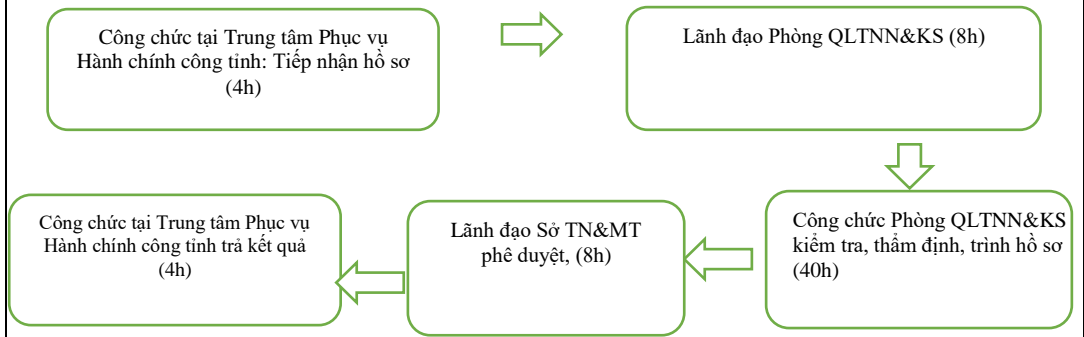 Công chức tại Trung tâm Phục vụ
Hành chính công tỉnh: Tiếp nhận hồ sơ
(4h)
Lãnh đạo Phòng QLTNN&KS (8h)
Công chức Phòng QLTNN&KS
kiểm tra, thẩm định, trình hồ sơ
(40h)
Lãnh đạo Sở TN&MT
phê duyệt, (8h)
Công chức tại Trung tâm Phục vụ
Hành chính công tỉnh trả kết quả
(4h)